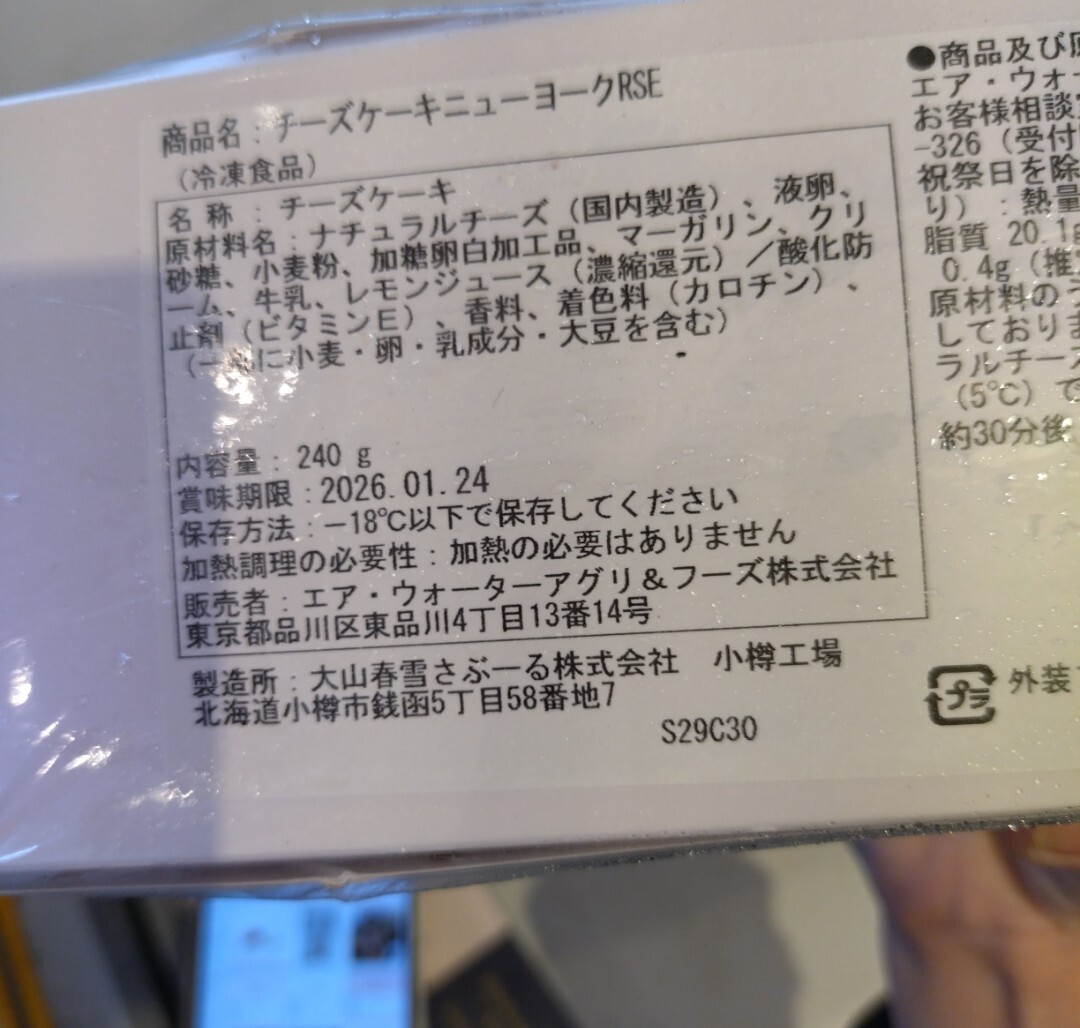 商品名：チーズケーキニューヨークRSE
（冷凍食品）
名 称 ：チーズケーキ
原材料名：ナチュラルチーズ（国内製造）、液卵、
砂糖、小麦粉、加糖卵白加工品、マーガリン、クリ
ーム、牛乳、レモンジュース（濃縮還元）／酸化防
止剤（ビタミンE）、香料、着色料（カロチン）、
（一部に小麦・卵・乳成分・大豆を含む）
内容量：240 g
賞味期限：2026.01.24
保存方法：－18℃以下で保存してください
加熱調理の必要性：加熱の必要はありません
販売者：エア・ウォーターアグリ＆フーズ株式会社
東京都品川区東品川4丁目13番14号
製造所：大山春雪さぶーる株式会社　小樽工場
北海道小樽市銭函5丁目58番地7
S29C30
●商品及び
エア・ウォ
お客様相談
-326（受付
祝祭日を除
り）：熱量
脂質 20.1g
0.4g（推
原材料の
しており
ラルチーズ
（5℃）で
約30分後
プラ
外装